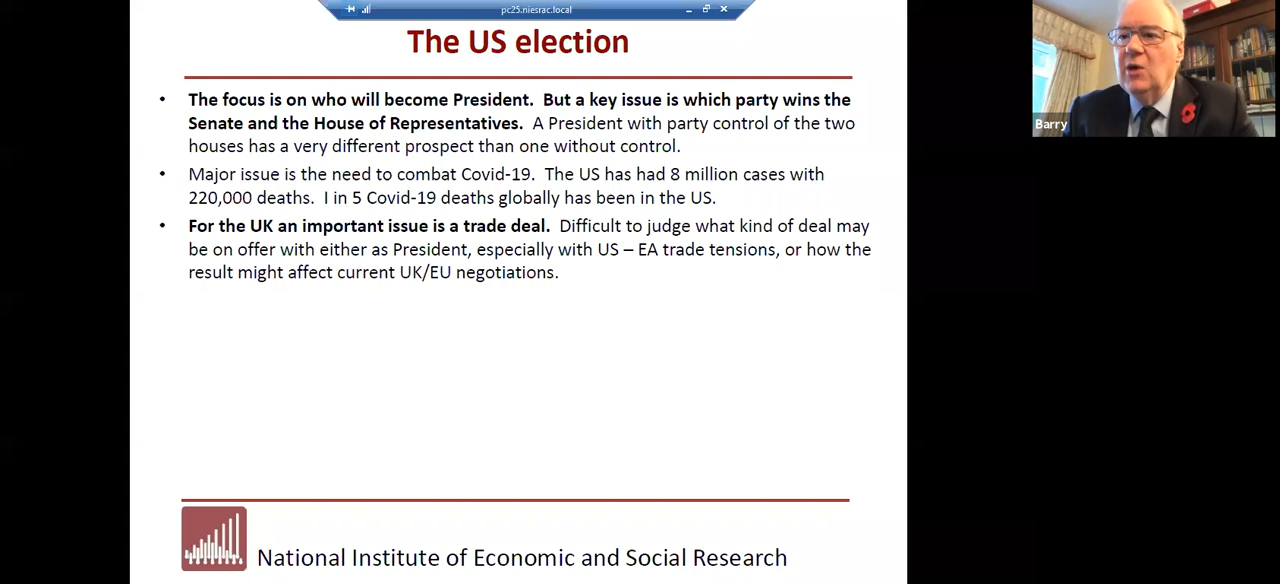 pc25.niesrac.local
The US election
• The focus is on who will become President. But a key issue is which party wins the
Senate and the House of Representatives. A President with party control of the two
houses has a very different prospect than one without control.
• Major issue is the need to combat Covid-19. The US has had 8 million cases with
220,000 deaths. I in 5 Covid-19 deaths globally has been in the US.
• For the UK an important issue is a trade deal. Difficult to judge what kind of deal may
be on offer with either as President, especially with US – EA trade tensions, or how the
result might affect current UK/EU negotiations.
National Institute of Economic and Social Research
Barry